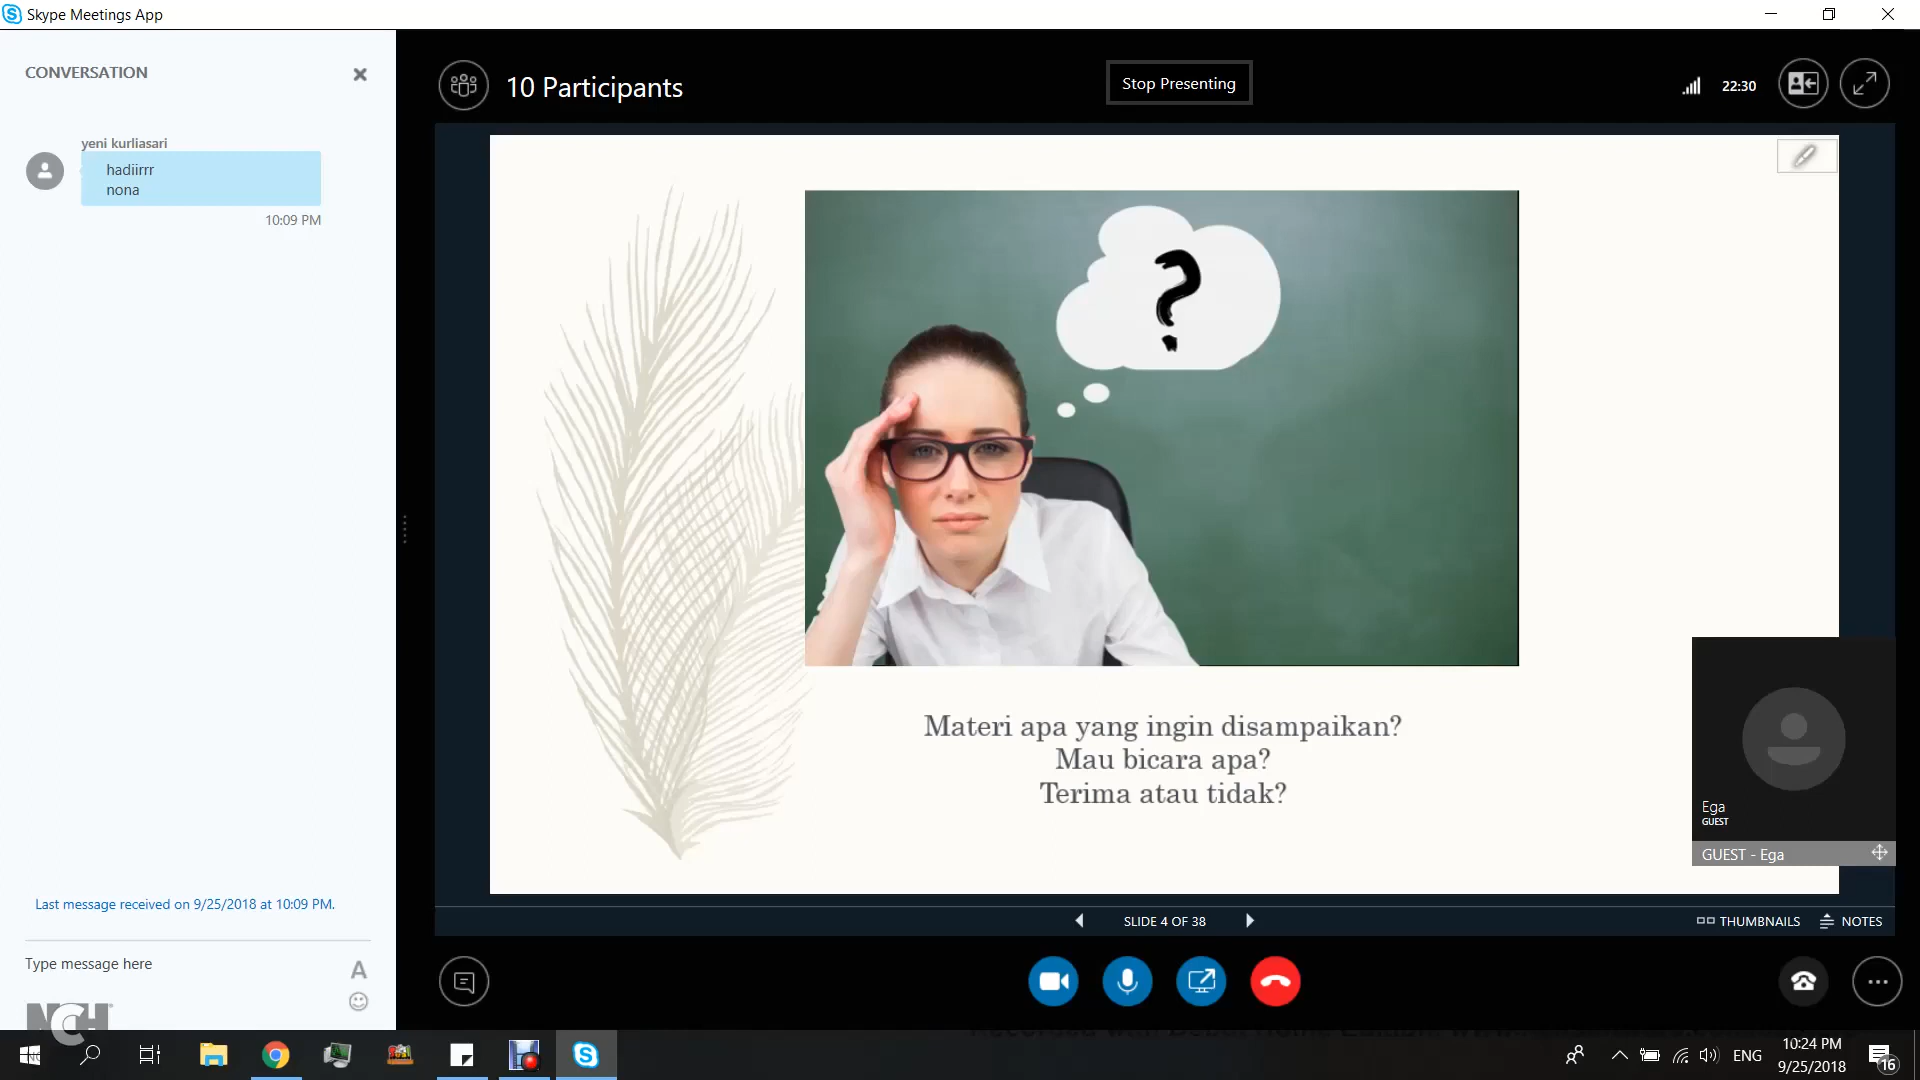 Skype Meetings App
CONVERSATION
yeni kurliasari
hadiirrr
nona
10:09 PM
Last message received on 9/25/2018 at 10:09 PM.
Type message here
A
NCH
10 Participants
Stop Presenting
22:30
?
Materi apa yang ingin disampaikan?
Mau bicara apa?
Terima atau tidak?
Ega
GUEST
GUEST - Ega
SLIDE 4 OF 38
THUMBNAILS
NOTES
ENG
10:24 PM
9/25/2018
16